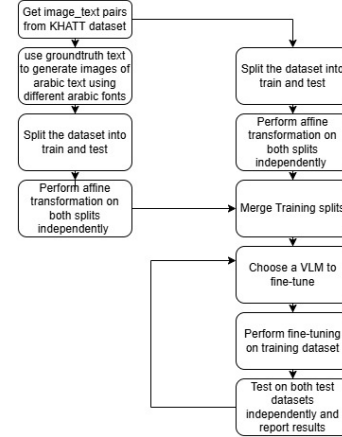 Get image_text pairs
from KHATT dataset
use groundtruth text
to generate images of
arabic text using
different arabic fonts
Split the dataset into
train and test
Perform affine
transformation on
both splits
independently
Split the dataset into
train and test
Perform affine
transformation on
both splits
independently
Merge Training splits
Choose a VLM to
fine-tune
Perform fine-tuning
on training dataset
Test on both test
datasets
independently and
report results